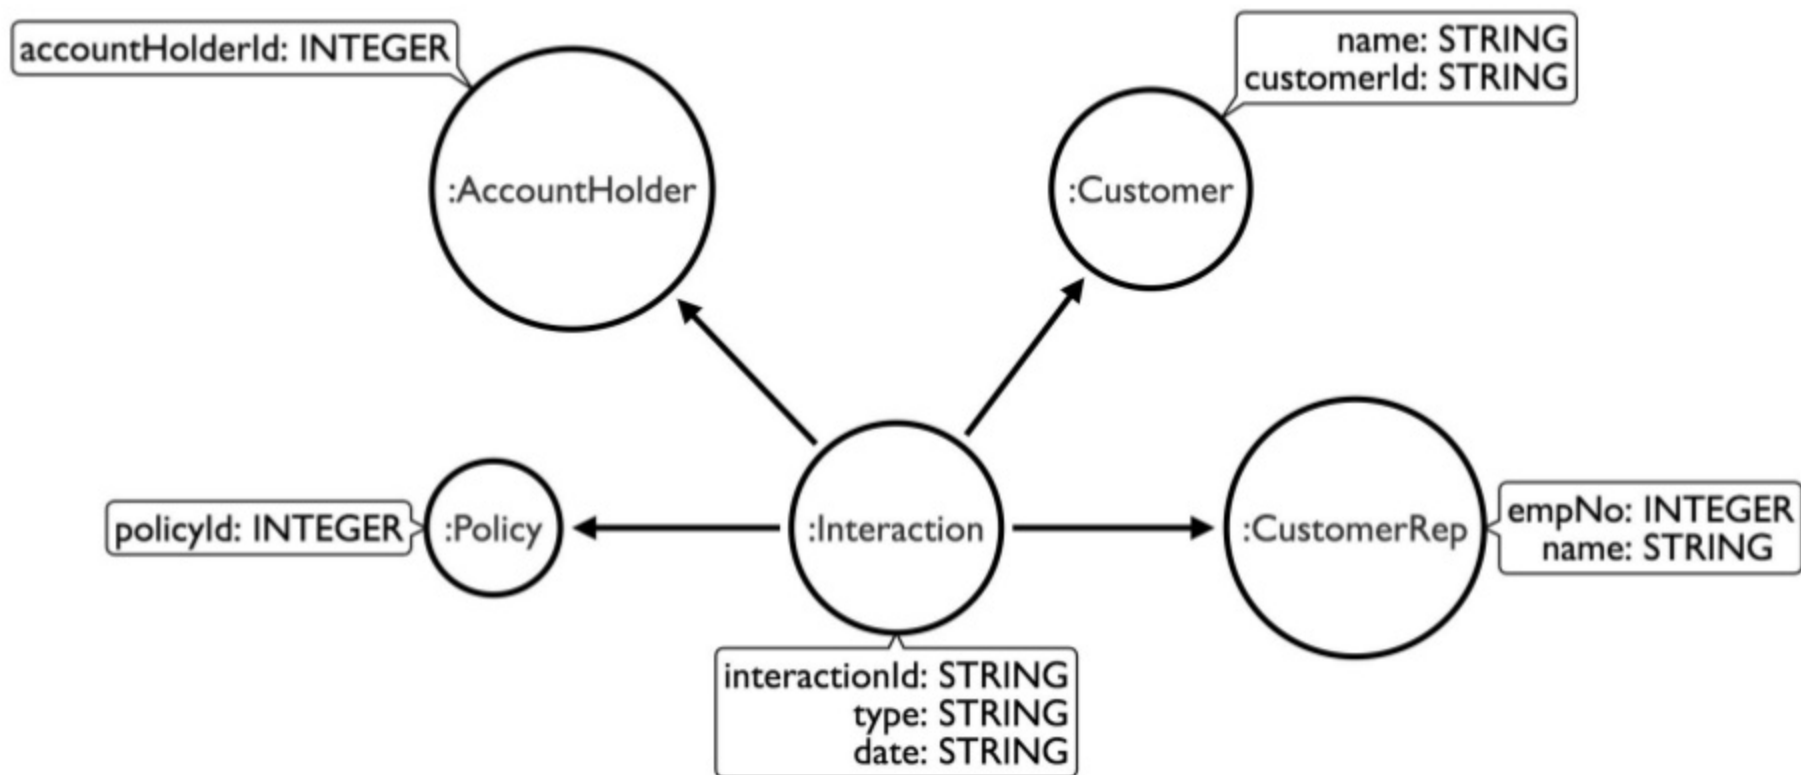 accountHolderId: INTEGER
name: STRING
customerId: STRING
:AccountHolder
:Customer
policyId: INTEGER
:Policy
:Interaction
:CustomerRep
empNo: INTEGER
name: STRING
interactionId: STRING
type: STRING
date: STRING